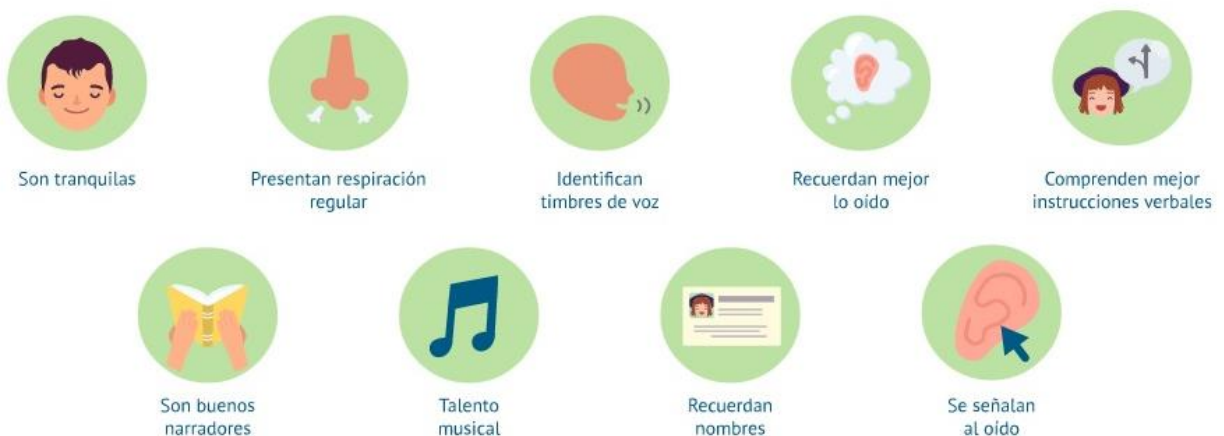 Son tranquilas
Presentan respiración
regular
Identifican
timbres de voz
Recuerdan mejor
lo oído
Comprenden mejor
instrucciones verbales
Son buenos
narradores
Talento
musical
Recuerdan
nombres
Se señalan
al oído